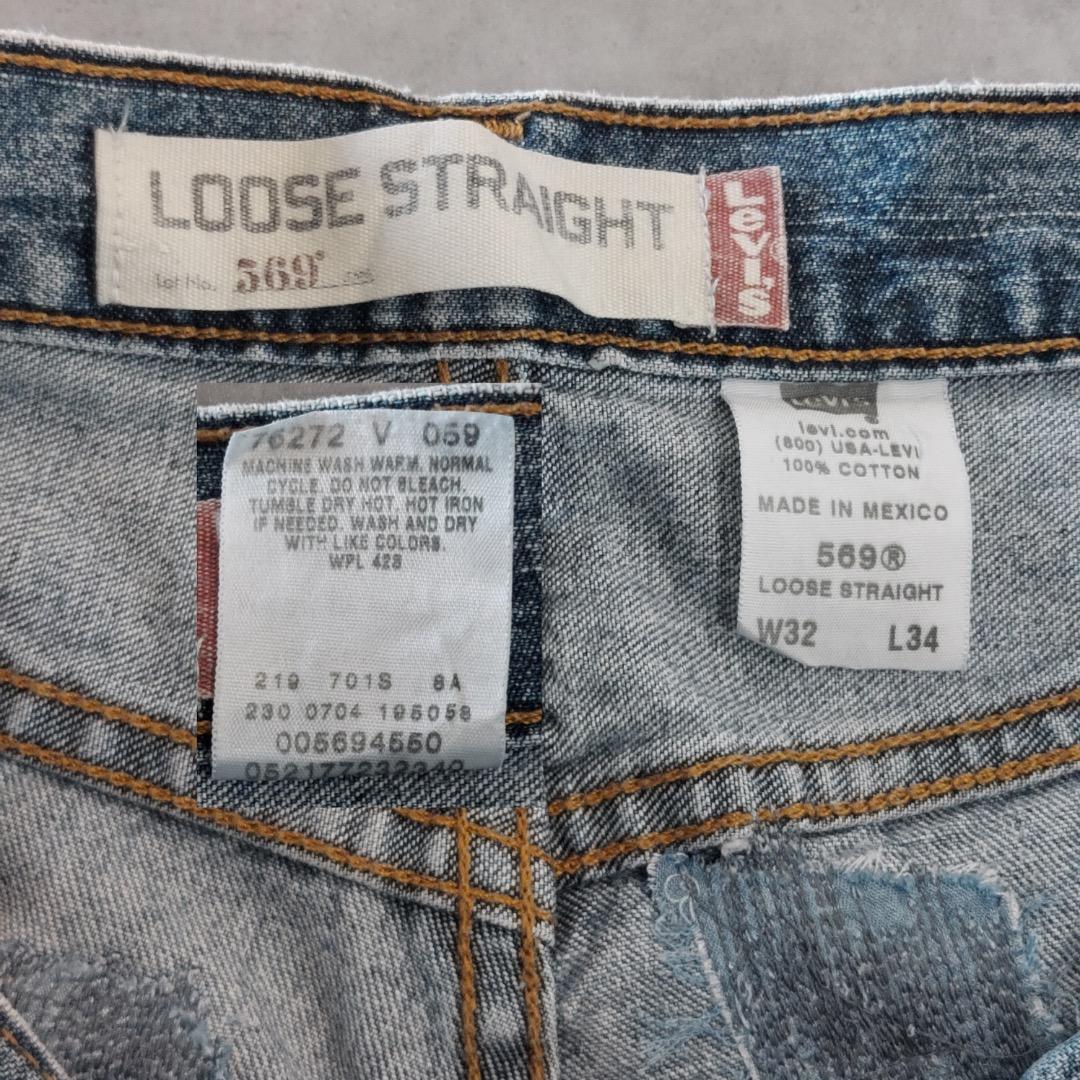 LOOSE STRAIGHT
Lot No. 569
Levi's
76272 V 059
MACHINE WASH WARM, NORMAL
CYCLE. DO NOT BLEACH.
TUMBLE DRY HOT. HOT IRON
IF NEEDED. WASH AND DRY
WITH LIKE COLORS.
WPL 423
219 701S 8A
230 0704 195058
005694550
LEVI'S
levi.com
(800) USA-LEVI
100% COTTON
MADE IN MEXICO
569®
LOOSE STRAIGHT
W32 L34